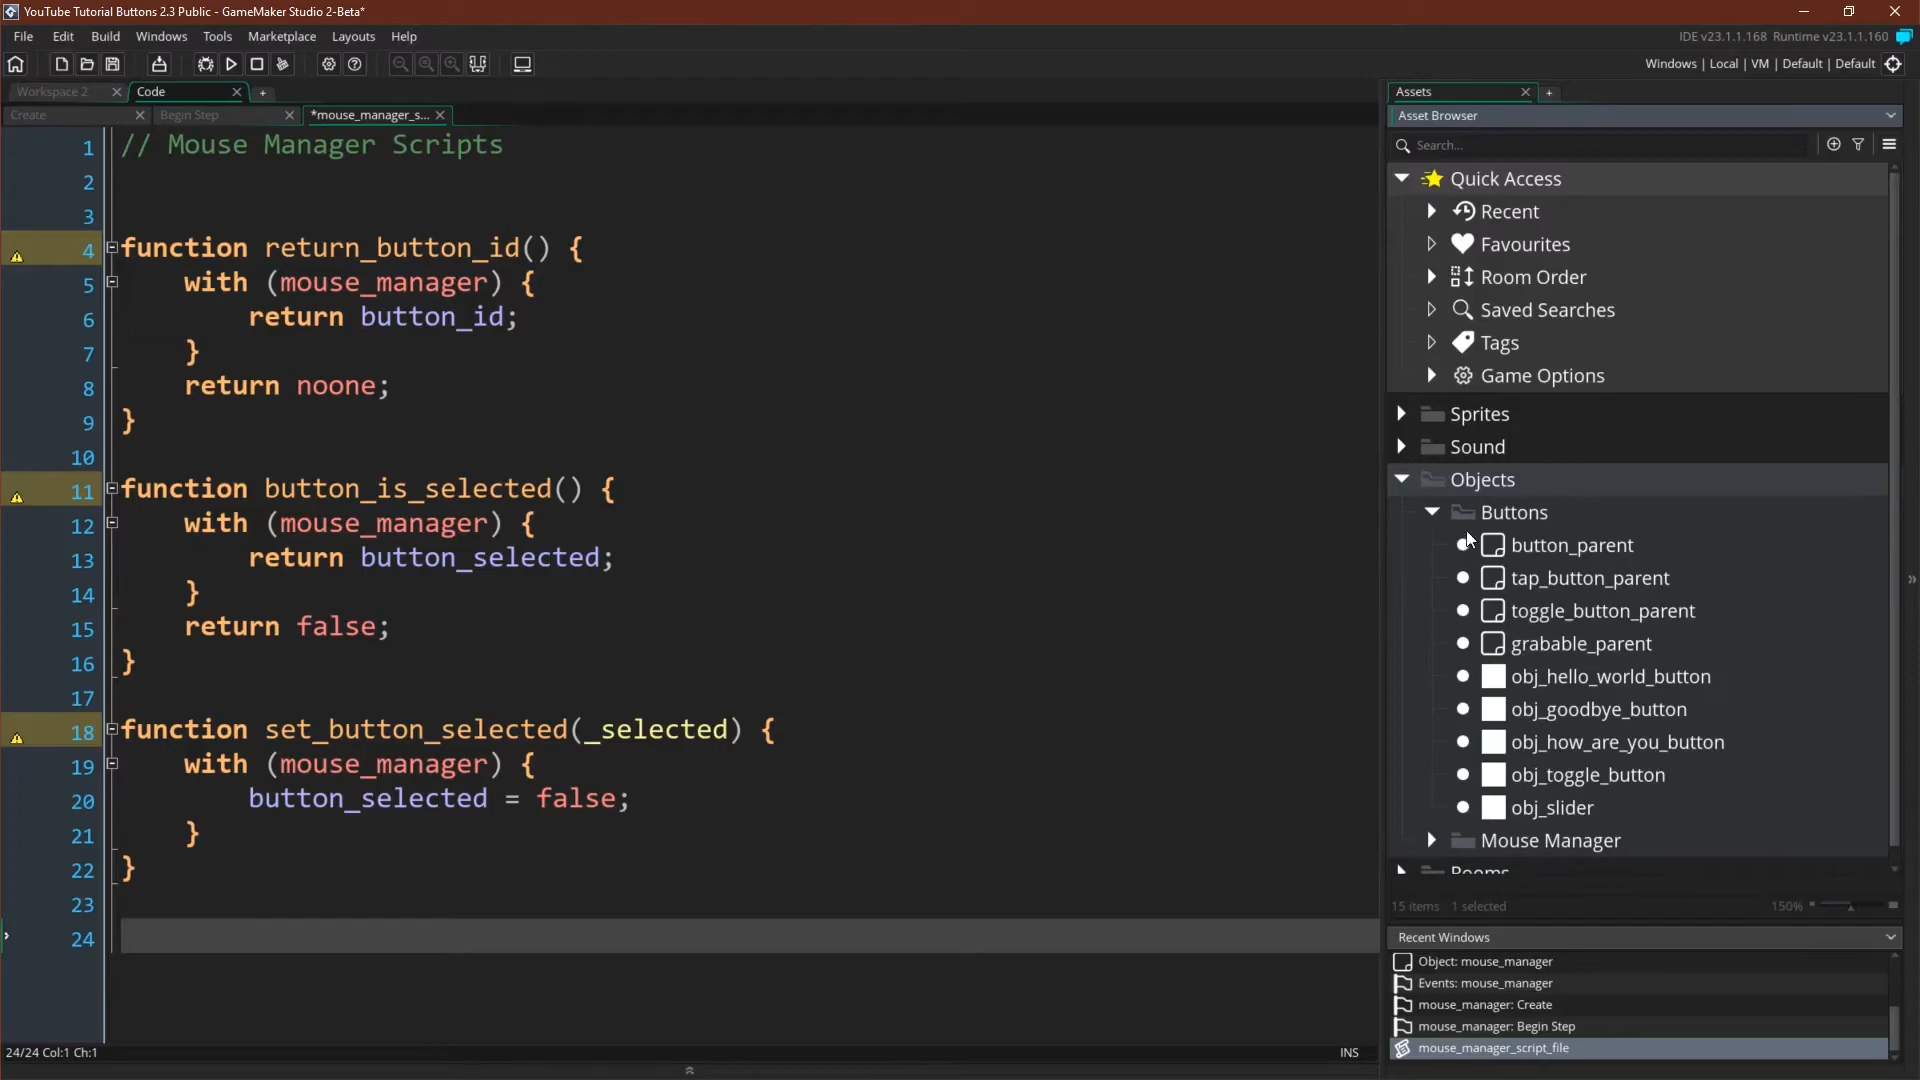 YouTube Tutorial Buttons 2.3 Public - GameMaker Studio 2-Beta*
File Edit Build Windows Tools Marketplace Layouts Help
IDE v23.1.1.168 Runtime v23.1.1.160
Windows | Local | VM | Default | Default
Workspace 2
Code
Create
Begin Step
*mouse_manager_s...
1 // Mouse Manager Scripts
2
3
4 function return_button_id() {
5 with (mouse_manager) {
6 return button_id;
7 }
8 return noone;
9 }
10
11 function button_is_selected() {
12 with (mouse_manager) {
13 return button_selected;
14 }
15 return false;
16 }
17
18 function set_button_selected(_selected) {
19 with (mouse_manager) {
20 button_selected = false;
21 }
22 }
23
24
24/24 Col:1 Ch:1
INS
Assets
Asset Browser
Search...
Quick Access
Recent
Favourites
Room Order
Saved Searches
Tags
Game Options
Sprites
Sound
Objects
Buttons
button_parent
tap_button_parent
toggle_button_parent
grabable_parent
obj_hello_world_button
obj_goodbye_button
obj_how_are_you_button
obj_toggle_button
obj_slider
Mouse Manager
Rooms
15 items 1 selected
150%
Recent Windows
Object: mouse_manager
Events: mouse_manager
mouse_manager: Create
mouse_manager: Begin Step
mouse_manager_script_file